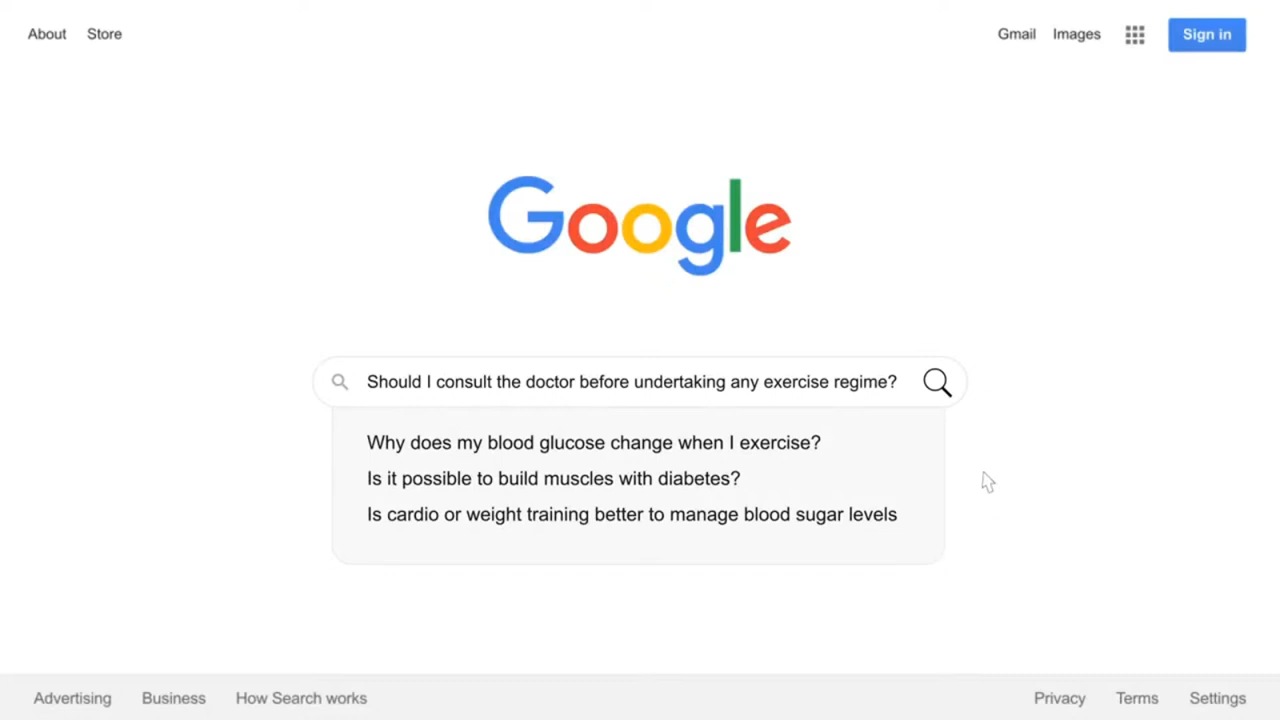 About Store Gmail Images Sign in
Google
Should I consult the doctor before undertaking any exercise regime?
Why does my blood glucose change when I exercise?
Is it possible to build muscles with diabetes?
Is cardio or weight training better to manage blood sugar levels
Advertising Business How Search works Privacy Terms Settings